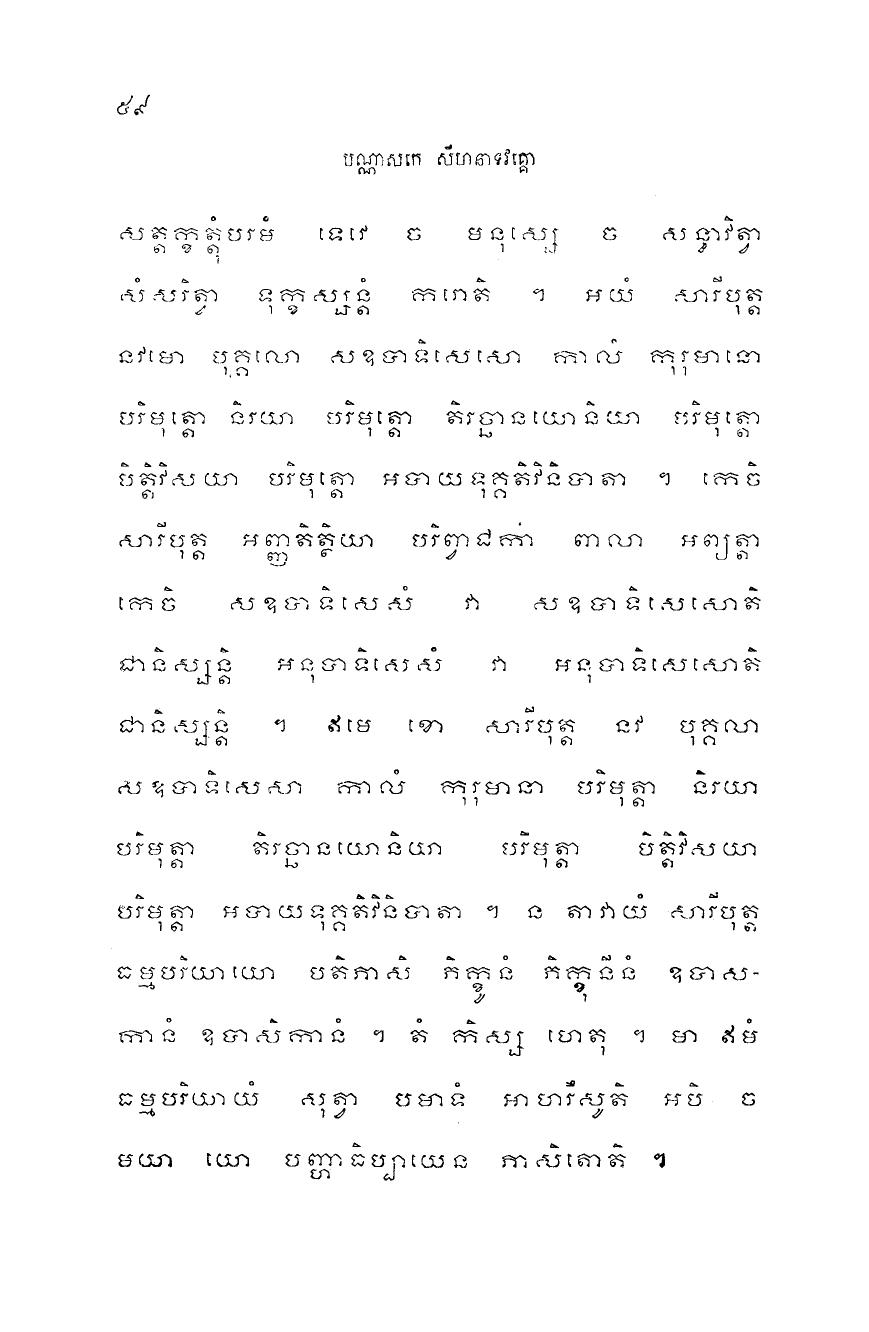 ៥៩
បណ្ណាសកេ សីហនាទវគ្គោ
សត្តក្ខត្តុំបរមំ ទេវេ ច មនុស្សេ ច សន្ធាវិត្វា
សំសរិត្វា ទុក្ខស្សន្តំ ករោតិ ។ អយំ សារីបុត្ត
នវមោ បុគ្គលោ សឧបាទិសេសោ កាលំ កុរុមានោ
បរិមុត្តោ និរយា បរិមុត្តោ តិរច្ឆានយោនិយា បរិមុត្តោ
បិត្តិវិសយា បរិមុត្តោ អបាយទុគ្គតិវិនិបាតា ។ កេចិ
សារីបុត្ត អញ្ញតិត្ថិយា បរិព្វាជកា ពាលា អព្យត្តា
កេចិ សឧបាទិសេសំ វា សឧបាទិសេសោតិ
ជានិស្សន្តិ អនុបាទិសេសំ វា អនុបាទិសេសោតិ
ជានិស្សន្តិ ។ ឥមេ ខោ សារីបុត្ត នវ បុគ្គលា
សឧបាទិសេសា កាលំ កុរុមានា បរិមុត្តា និរយា
បរិមុត្តា តិរច្ឆានយោនិយា បរិមុត្តា បិត្តិវិសយា
បរិមុត្តា អបាយទុគ្គតិវិនិបាតា ។ ន តាវាយំ សារីបុត្ត
ធម្មបរិយាយោ បតិភាសិ ភិក្ខូនំ ភិក្ខុនីនំ ឧបាស-
កានំ ឧបាសិកានំ ។ តំ កិស្ស ហេតុ ។ មា ឥមំ
ធម្មបរិយាយំ សុត្វា បមាទំ អាហរឹសូតិ អបិ ច
មយា យោ បញ្ហាធិប្បាយេន ភាសិតោតិ ។